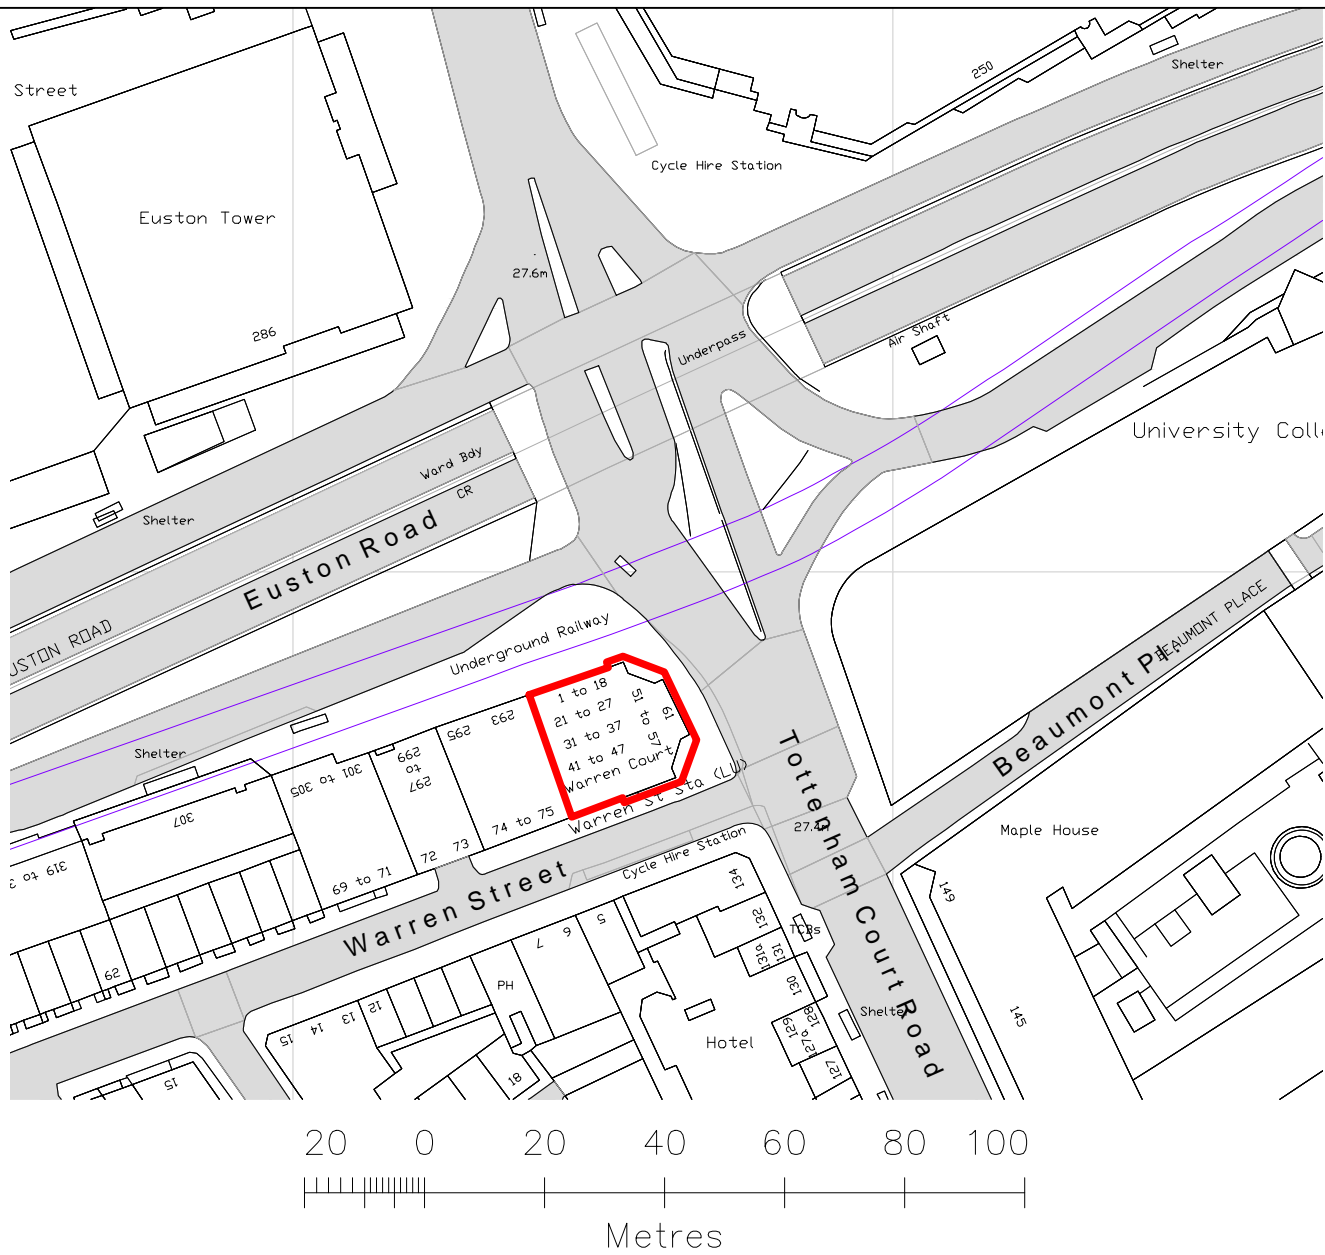 250
Shelter
Street
Cycle Hire Station
Euston Tower
27.6m
286
Underpass
Air Shaft
University Colle
Ward Bdy
CR
Shelter
Euston Road
USTON ROAD
BEAUMONT PLACE
Beaumont Pl.
Underground Railway
1 to 18
21 to 27
31 to 37
41 to 47
Warren Court
51 to 57
61
293
295
299
to
297
301 to 305
Shelter
307
319 to 3
74 to 75
73
72
69 to 71
Warren St Sta (LU)
Tottenham Court Road
27.4
Maple House
Cycle Hire Station
Warren Street
134
132
131
131a
130
TCBs
149
145
5
6
7
PH
62
12
13
14
15
15
18
Hotel
Shelter
129
128
127a
127
20 0 20 40 60 80 100
Metres